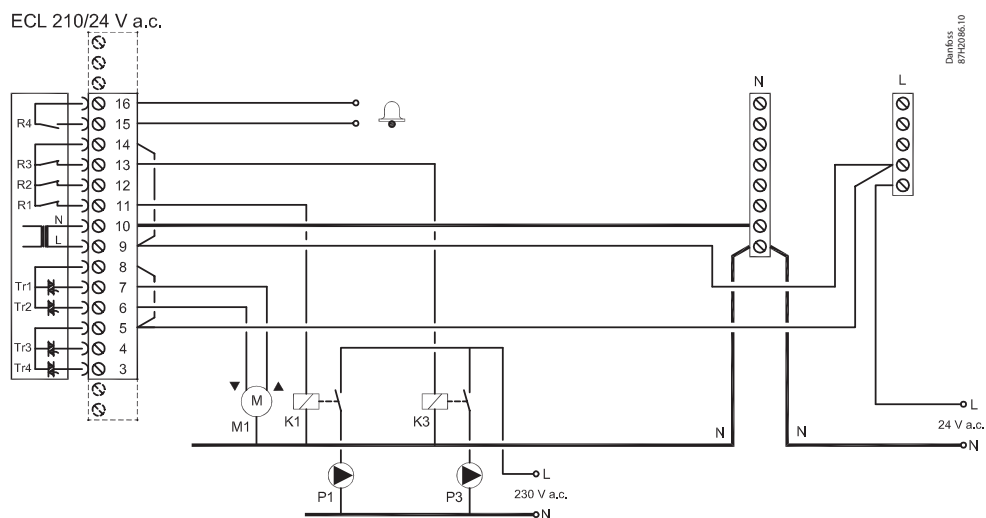 ECL 210/24 V a.c.
Danfoss
87H2086.10
N
L
16
R4
15
14
R3
13
R2
12
R1
11
N
10
L
9
8
Tr1
7
Tr2
6
5
Tr3
4
Tr4
3
M
M1
K1
K3
N
N
L
24 V a.c.
N
P1
P3
L
230 V a.c.
N